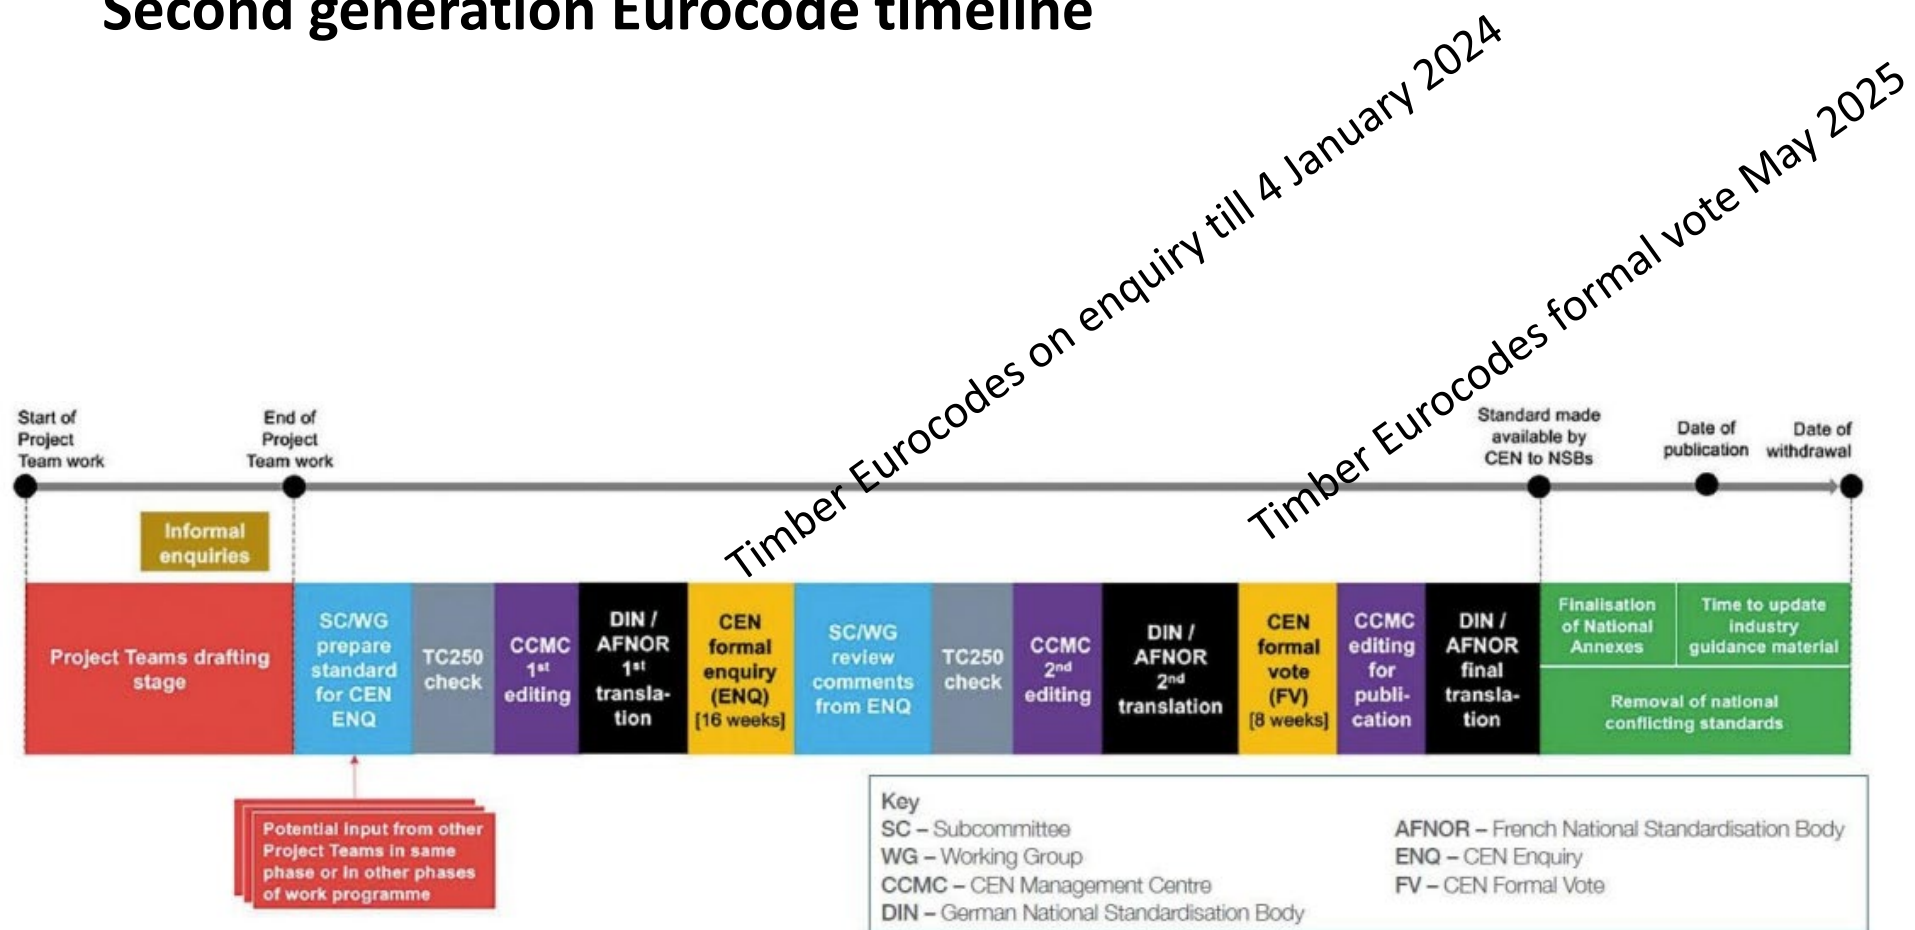 Second generation Eurocode timeline
Timber Eurocodes on enquiry till 4 January 2024
Timber Eurocodes formal vote May 2025
Start of
Project
Team work
End of
Project
Team work
Standard made
available by
CEN to NSBs
Date of
publication
Date of
withdrawal
Informal
enquiries
Project Teams drafting
stage
SC/WG
prepare
standard
for CEN
ENQ
TC250
check
CCMC
1st
editing
DIN /
AFNOR
1st
transla-
tion
CEN
formal
enquiry
(ENQ)
[16 weeks]
SC/WG
review
comments
from ENQ
TC250
check
CCMC
2nd
editing
DIN /
AFNOR
2nd
translation
CEN
formal
vote
(FV)
[8 weeks]
CCMC
editing
for
publi-
cation
DIN /
AFNOR
final
transla-
tion
Finalisation
of National
Annexes
Time to update
industry
guidance material
Removal of national
conflicting standards
Potential input from other
Project Teams in same
phase or in other phases
of work programme
Key
SC – Subcommittee
WG – Working Group
CCMC – CEN Management Centre
DIN – German National Standardisation Body
AFNOR – French National Standardisation Body
ENQ – CEN Enquiry
FV – CEN Formal Vote